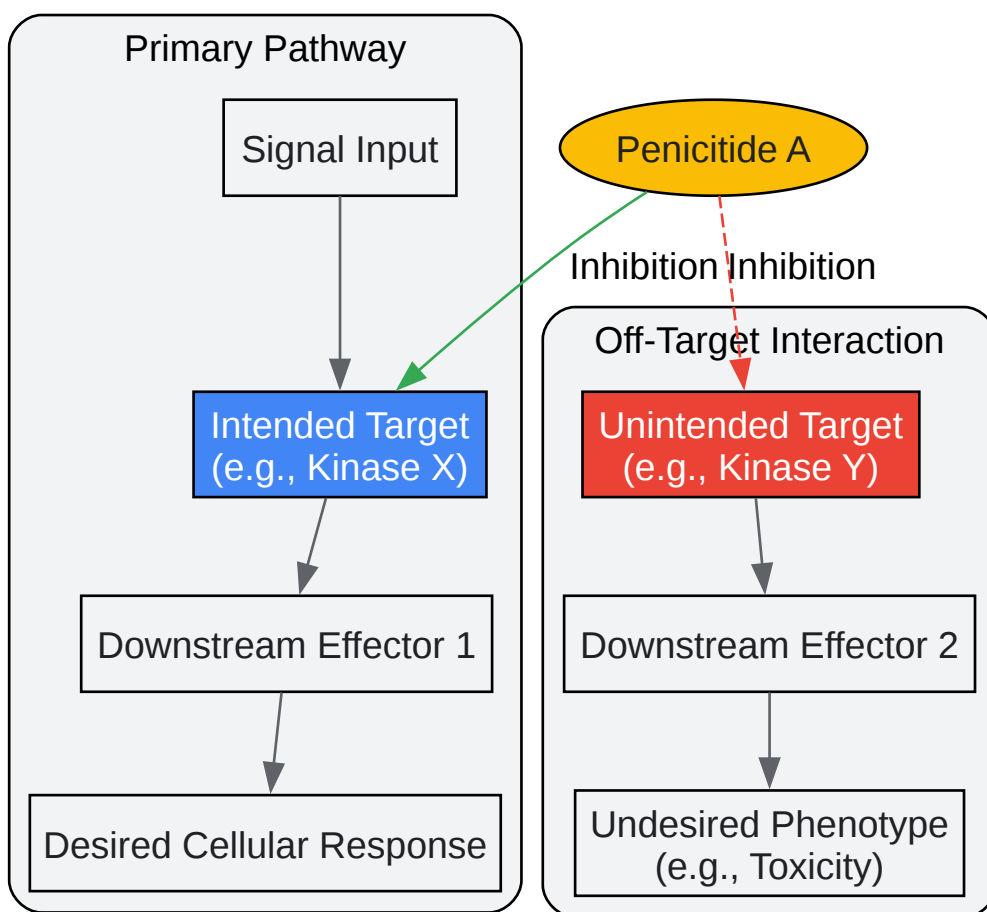 Primary Pathway
Signal Input
Penicitide A
Inhibition
Inhibition
Off-Target Interaction
Intended Target
(e.g., Kinase X)
Unintended Target
(e.g., Kinase Y)
Downstream Effector 1
Downstream Effector 2
Desired Cellular Response
Undesired Phenotype
(e.g., Toxicity)